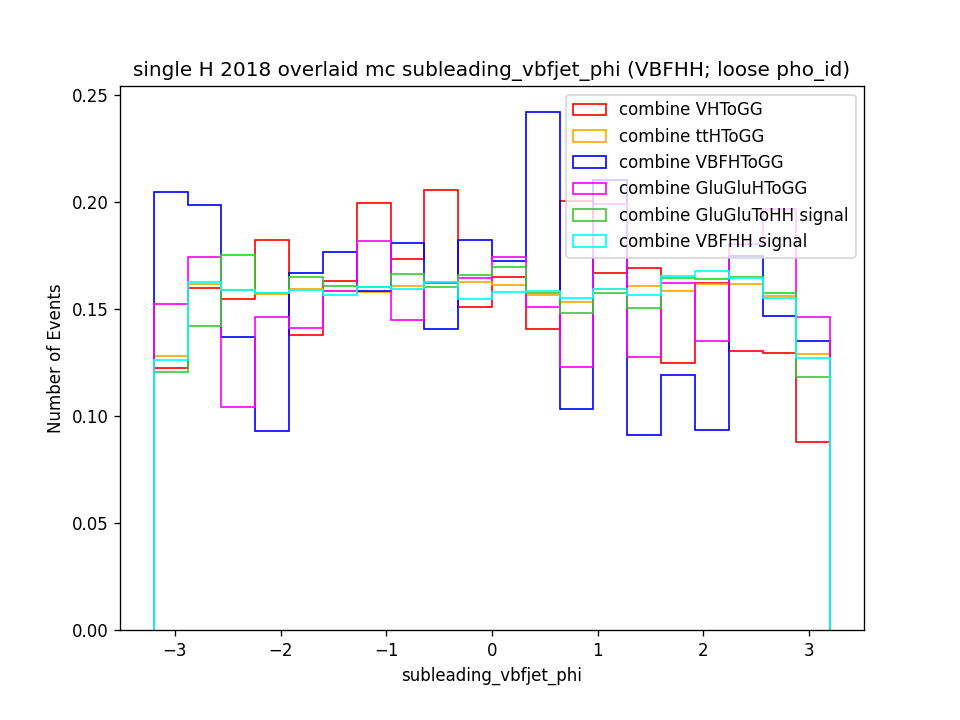 single H 2018 overlaid mc subleading_vbfjet_phi (VBFHH; loose pho_id)
0.25
0.20
0.15
0.10
0.05
0.00
Number of Events
combine VHToGG
combine ttHToGG
combine VBFHToGG
combine GluGluHToGG
combine GluGluToHH signal
combine VBFHH signal
−3 −2 −1 0 1 2 3
subleading_vbfjet_phi